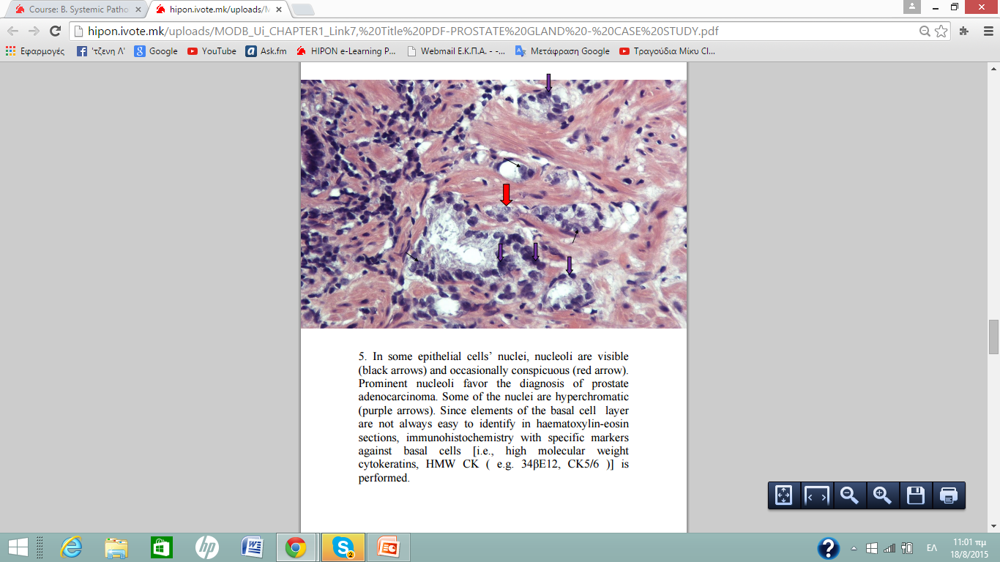 Course: B. Systemic Patho
hipon.ivote.mk/uploads/M
hipon.ivote.mk/uploads/MODB_Ui_CHAPTER1_Link7,%20Title%20PDF-PROSTATE%20GLAND%20-%20CASE%20STUDY.pdf
Εφαρμογές
'τζενη Λ'
Google
YouTube
Ask.fm
HIPON e-Learning P...
Webmail Ε.Κ.Π.Α. - -...
Μετάφραση Google
Τραγούδια Μίκυ Cl...
5. In some epithelial cells’ nuclei, nucleoli are visible
(black arrows) and occasionally conspicuous (red arrow).
Prominent nucleoli favor the diagnosis of prostate
adenocarcinoma. Some of the nuclei are hyperchromatic
(purple arrows). Since elements of the basal cell layer
are not always easy to identify in haematoxylin-eosin
sections, immunohistochemistry with specific markers
against basal cells [i.e., high molecular weight
cytokeratins, HMW CK ( e.g. 34βE12, CK5/6 )] is
performed.
2
ΕΛ
11:01 πμ
18/8/2015